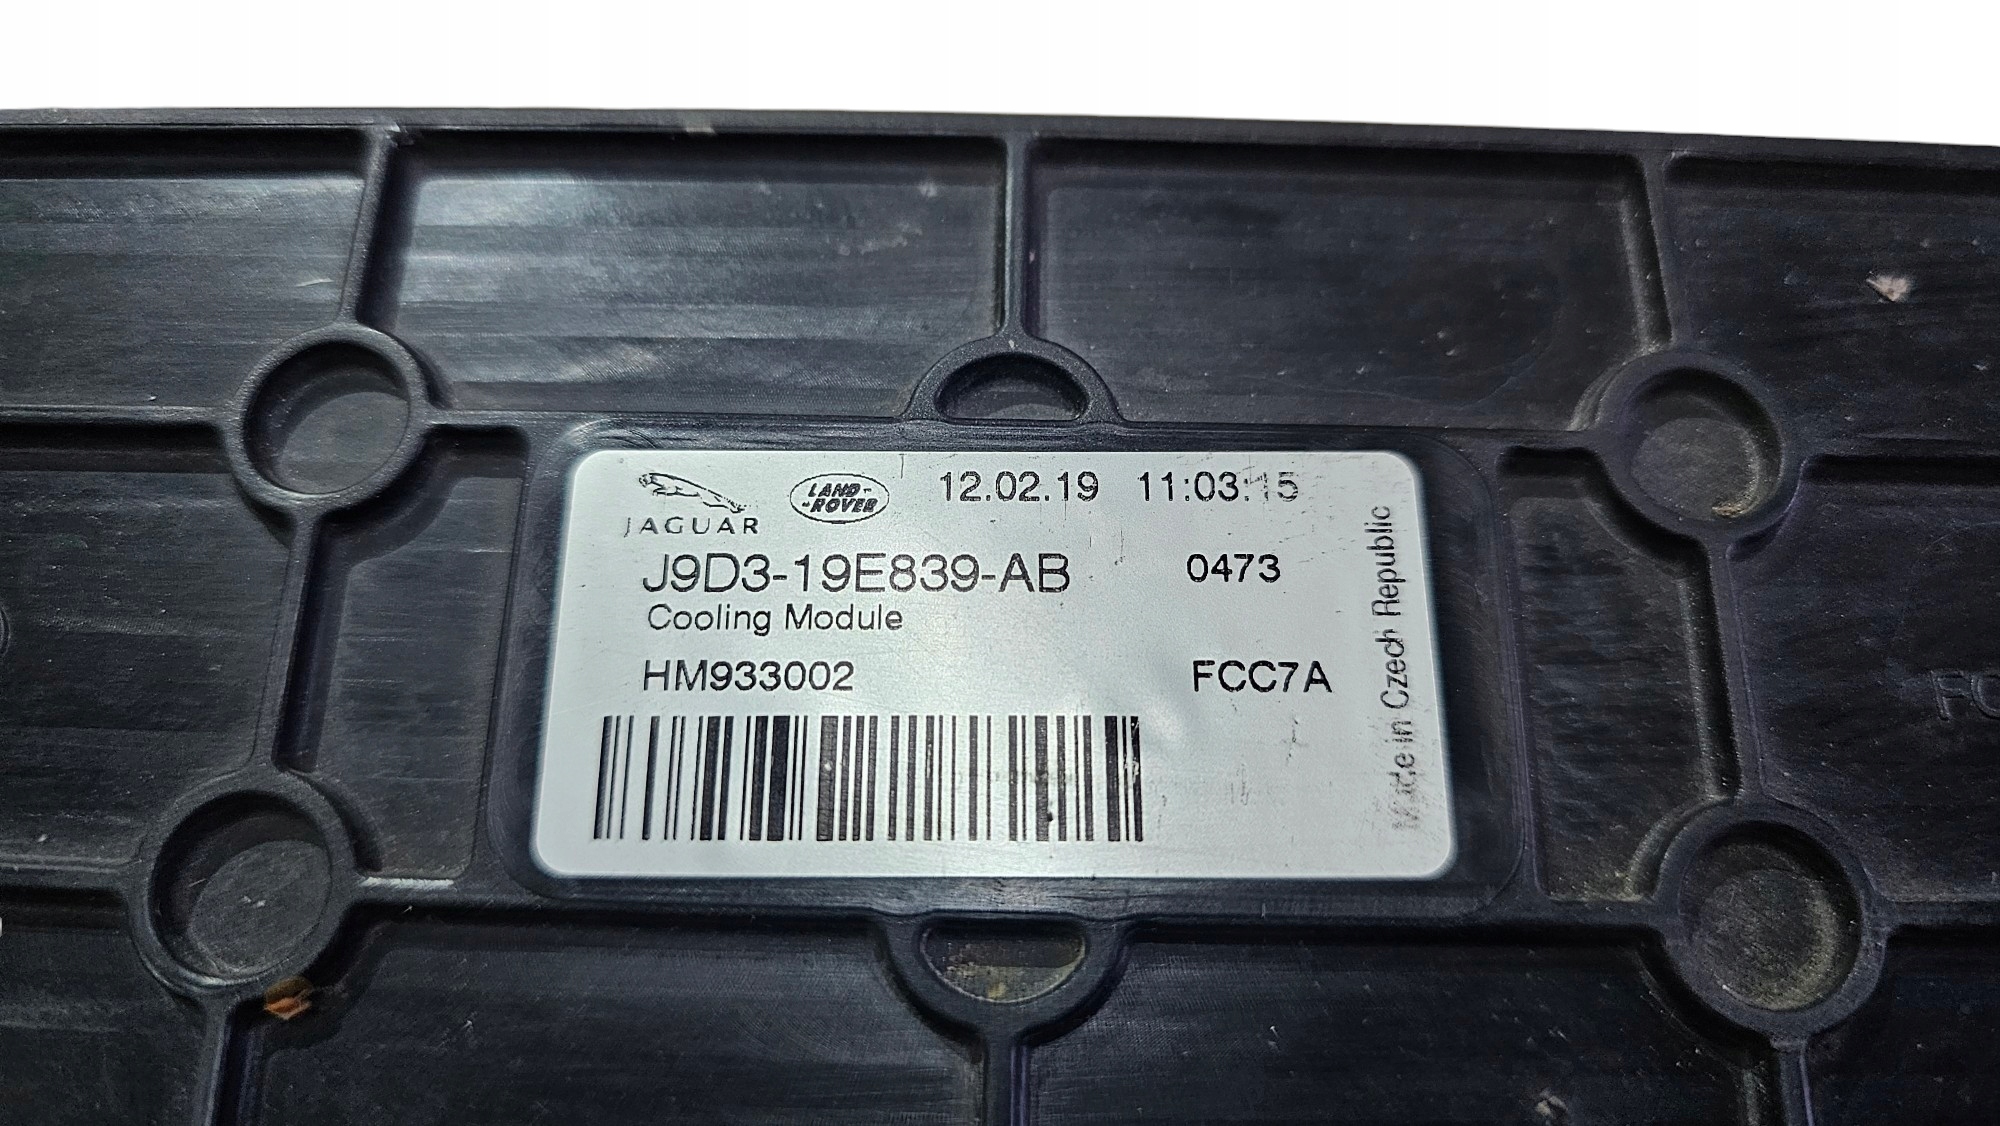 JAGUAR
LAND-
-ROVER
12.02.19 11:03:15
J9D3-19E839-AB 0473
Cooling Module
HM933002 FCC7A
Made in Czech Republic